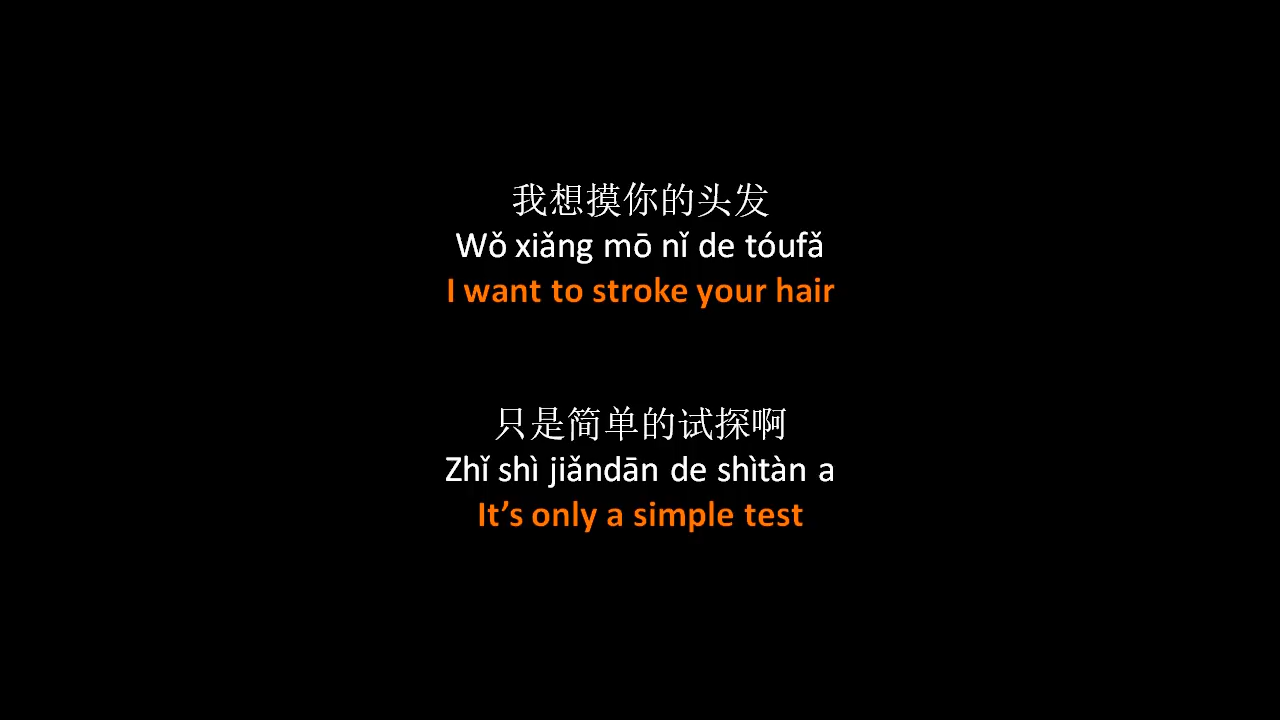 我想摸你的头发
Wǒ xiǎng mō nǐ de tóufǎ
I want to stroke your hair
只是简单的试探啊
Zhǐ shì jiǎndān de shìtàn a
It’s only a simple test